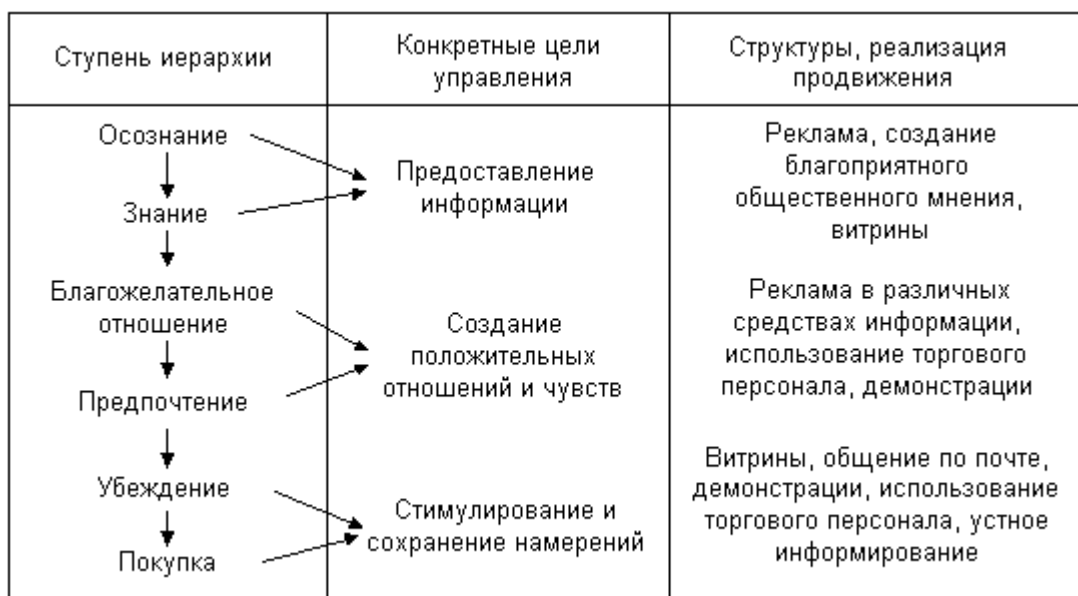 Ступень иерархии
Конкретные цели
управления
Структуры, реализация
продвижения
Осознание
Знание
Благожелательное
отношение
Предпочтение
Убеждение
Покупка
Предоставление
информации
Создание
положительных
отношений и чувств
Стимулирование и
сохранение намерений
Реклама, создание
благоприятного
общественного мнения,
витрины
Реклама в различных
средствах информации,
использование торгового
персонала, демонстрации
Витрины, общение по почте,
демонстрации, использование
торгового персонала, устное
информирование